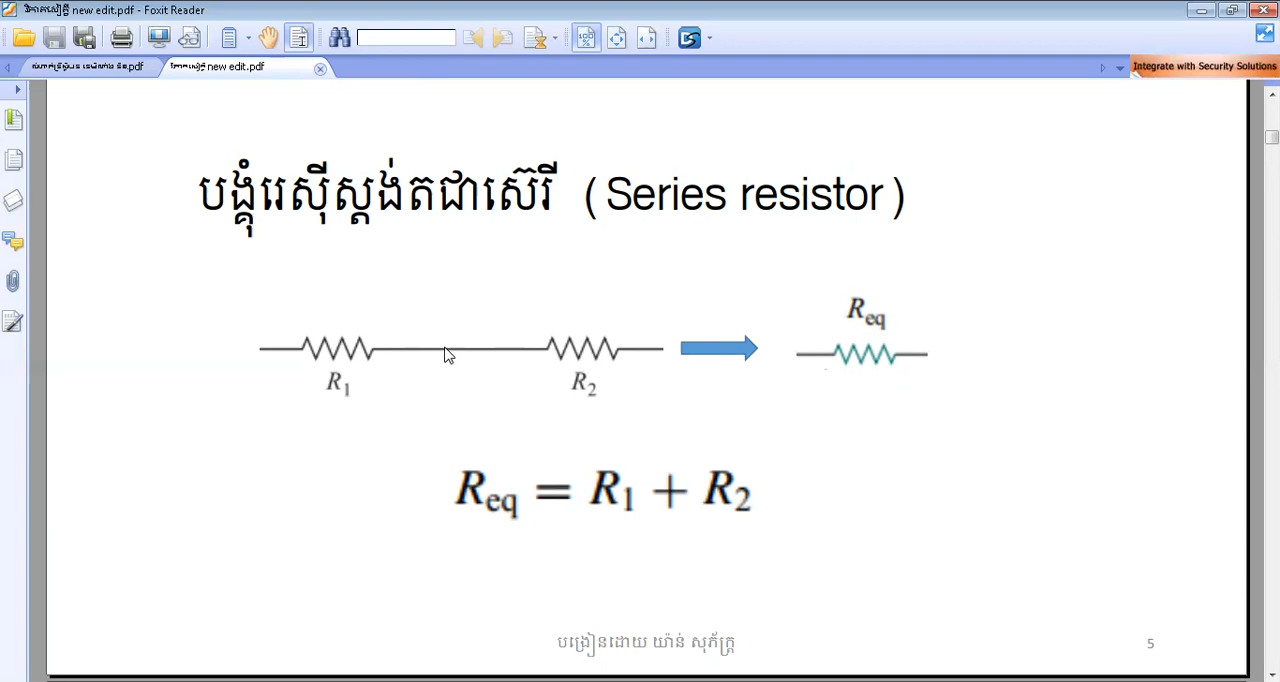 new edit.pdf - Foxit Reader
new edit.pdf
Integrate with Security Solutions
បង្គុំរេស៊ីស្តង់តជាស៊េរី (Series resistor)
R₁
R₂
Req
Req = R₁ + R₂
បង្រៀនដោយ យ៉ាន់ សុភ័ក្រ្ត
5